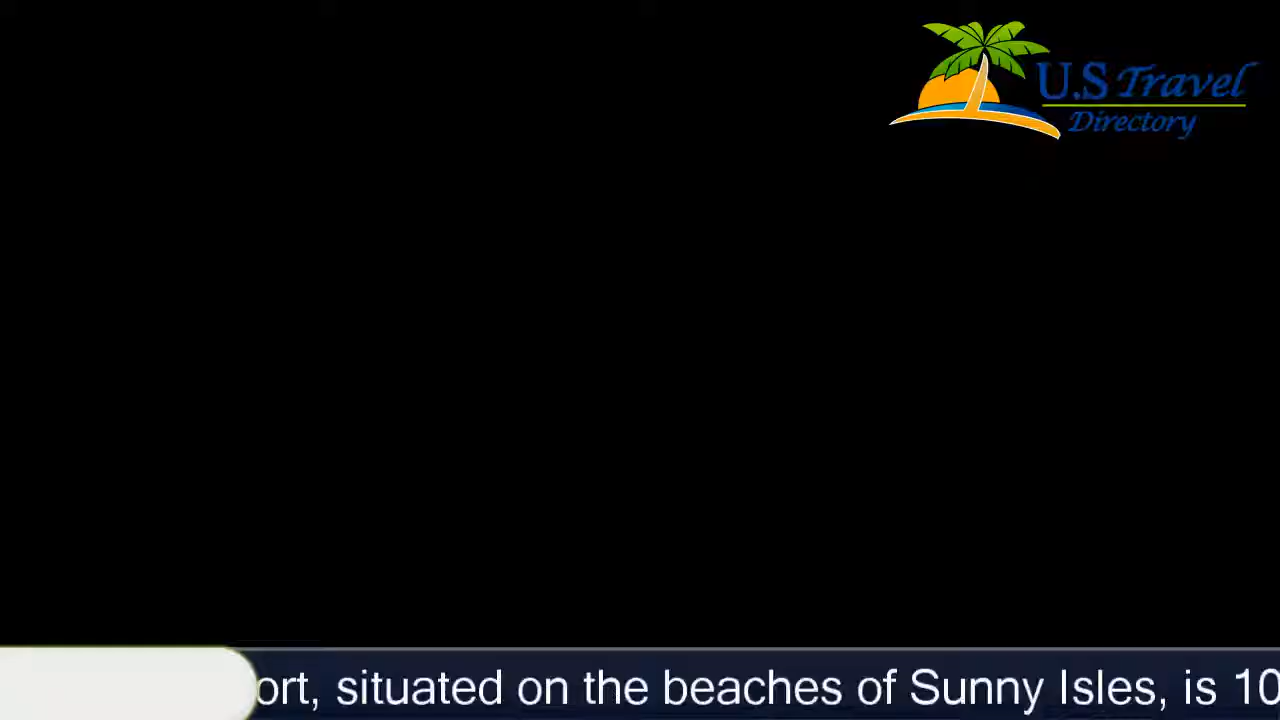 U.S Travel
Directory
ort, situated on the beaches of Sunny Isles, is 10